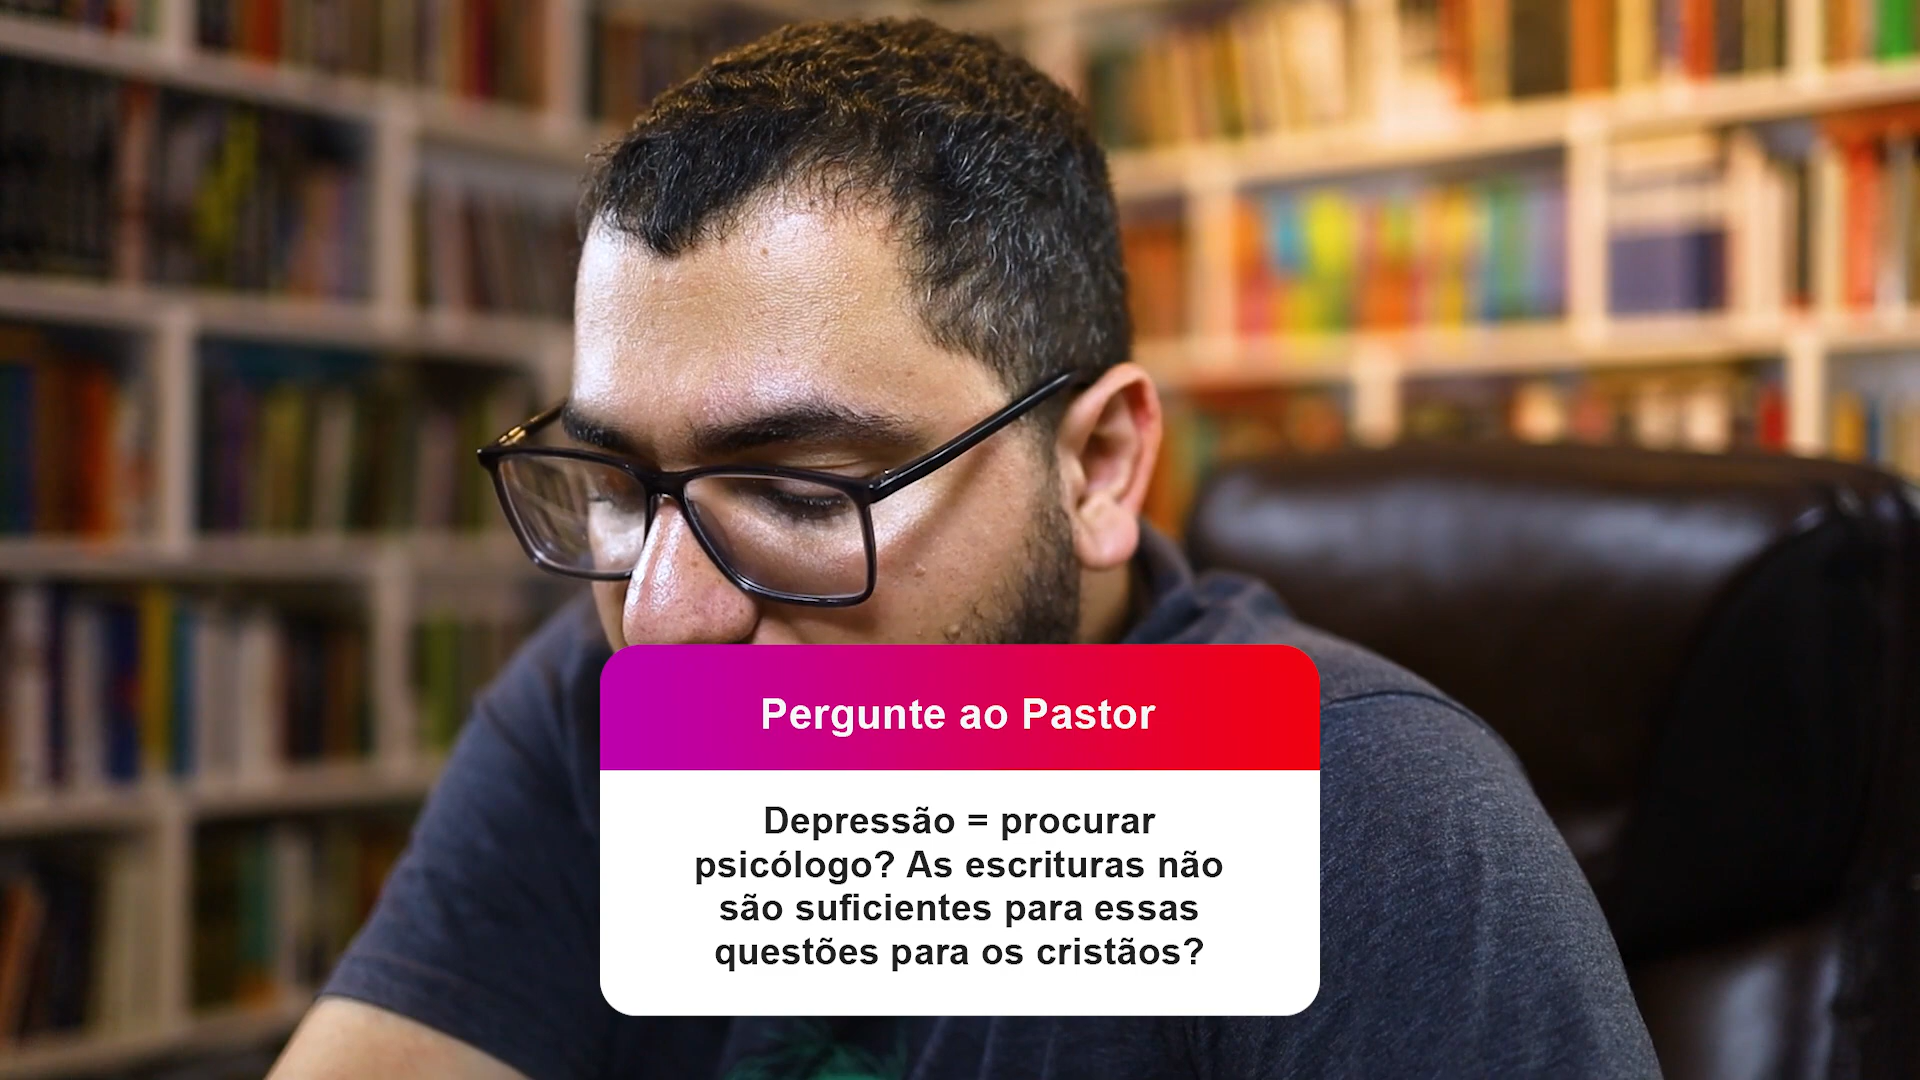 Pergunte ao Pastor
Depressão = procurar
psicólogo? As escrituras não
são suficientes para essas
questões para os cristãos?